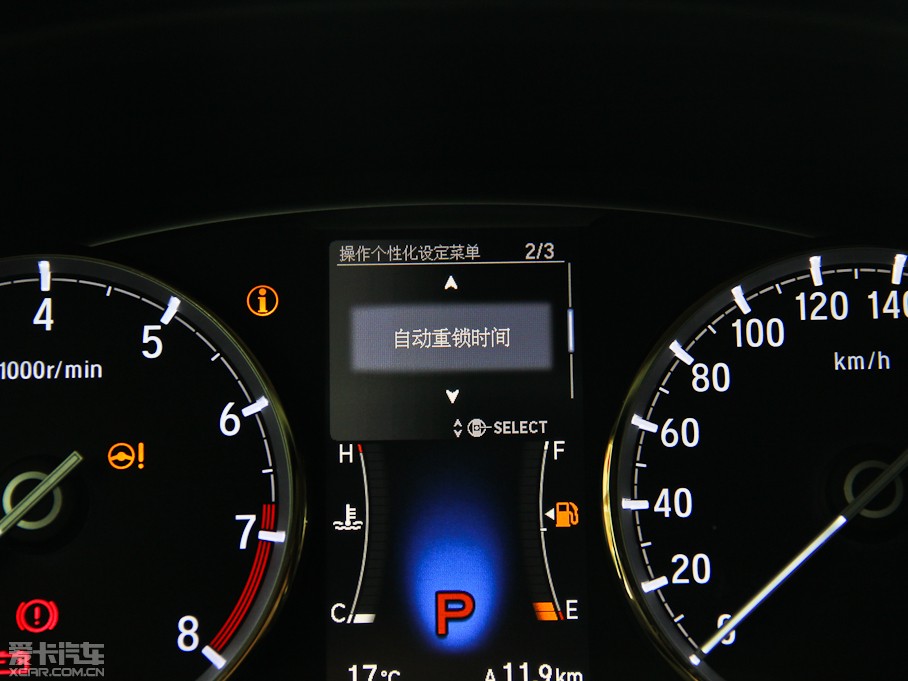 操作个性化设定菜单 2/3
自动重锁时间
SELECT
4
5
6
7
8
1000r/min
H
F
C
E
P
17°C
A 11.9km
0
20
40
60
80
100
120
140
km/h
爱卡汽车
XCAR.COM.CN